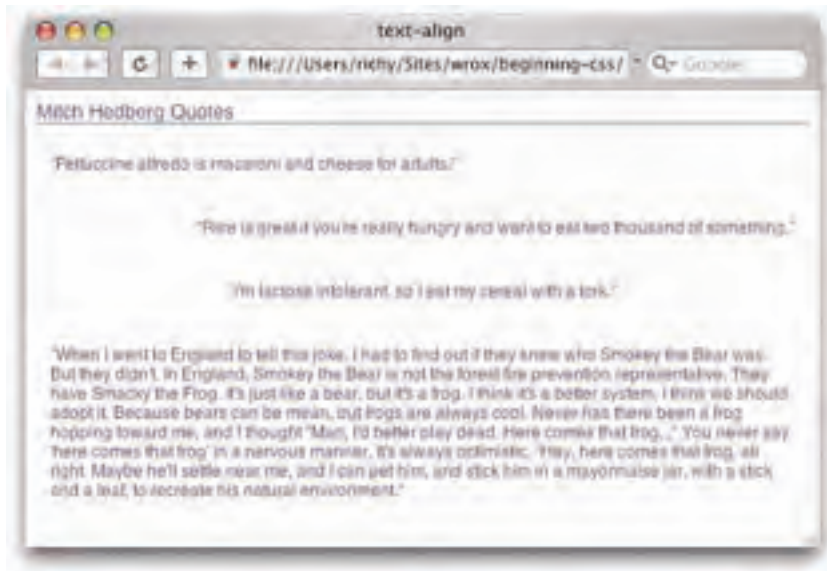 text-align
file:///Users/richy/Sites/wrox/beginning-css/
Google
Mitch Hedberg Quotes
"Fettuccine alfredo is macaroni and cheese for adults."
"Rice is great if you're really hungry and want to eat two thousand of something."
"I'm lactose intolerant, so I eat my cereal with a fork."
"When I went to England to tell this joke, I had to find out if they knew who Smokey the Bear was.
But they didn't. In England, Smokey the Bear is not the forest fire prevention representative. They
have Smacky the Frog. It's just like a bear, but it's a frog. I think it's a better system, I think we should
adopt it. Because bears can be mean, but frogs are always cool. Never has there been a frog
hopping toward me, and I thought "Man, I'd better play dead. Here comes that frog..." You never say
'here comes that frog' in a nervous manner. It's always optimistic. 'Hey, here comes that frog, all
right. Maybe he'll settle near me, and I can pet him, and stick him in a mayonnaise jar, with a stick
and a leaf, to recreate his natural environment."